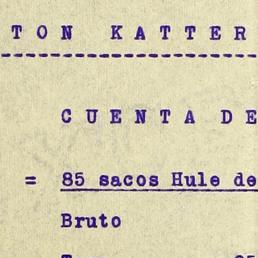 TON KATTER
CUENTA DE
= 85 sacos Hule de
Bruto